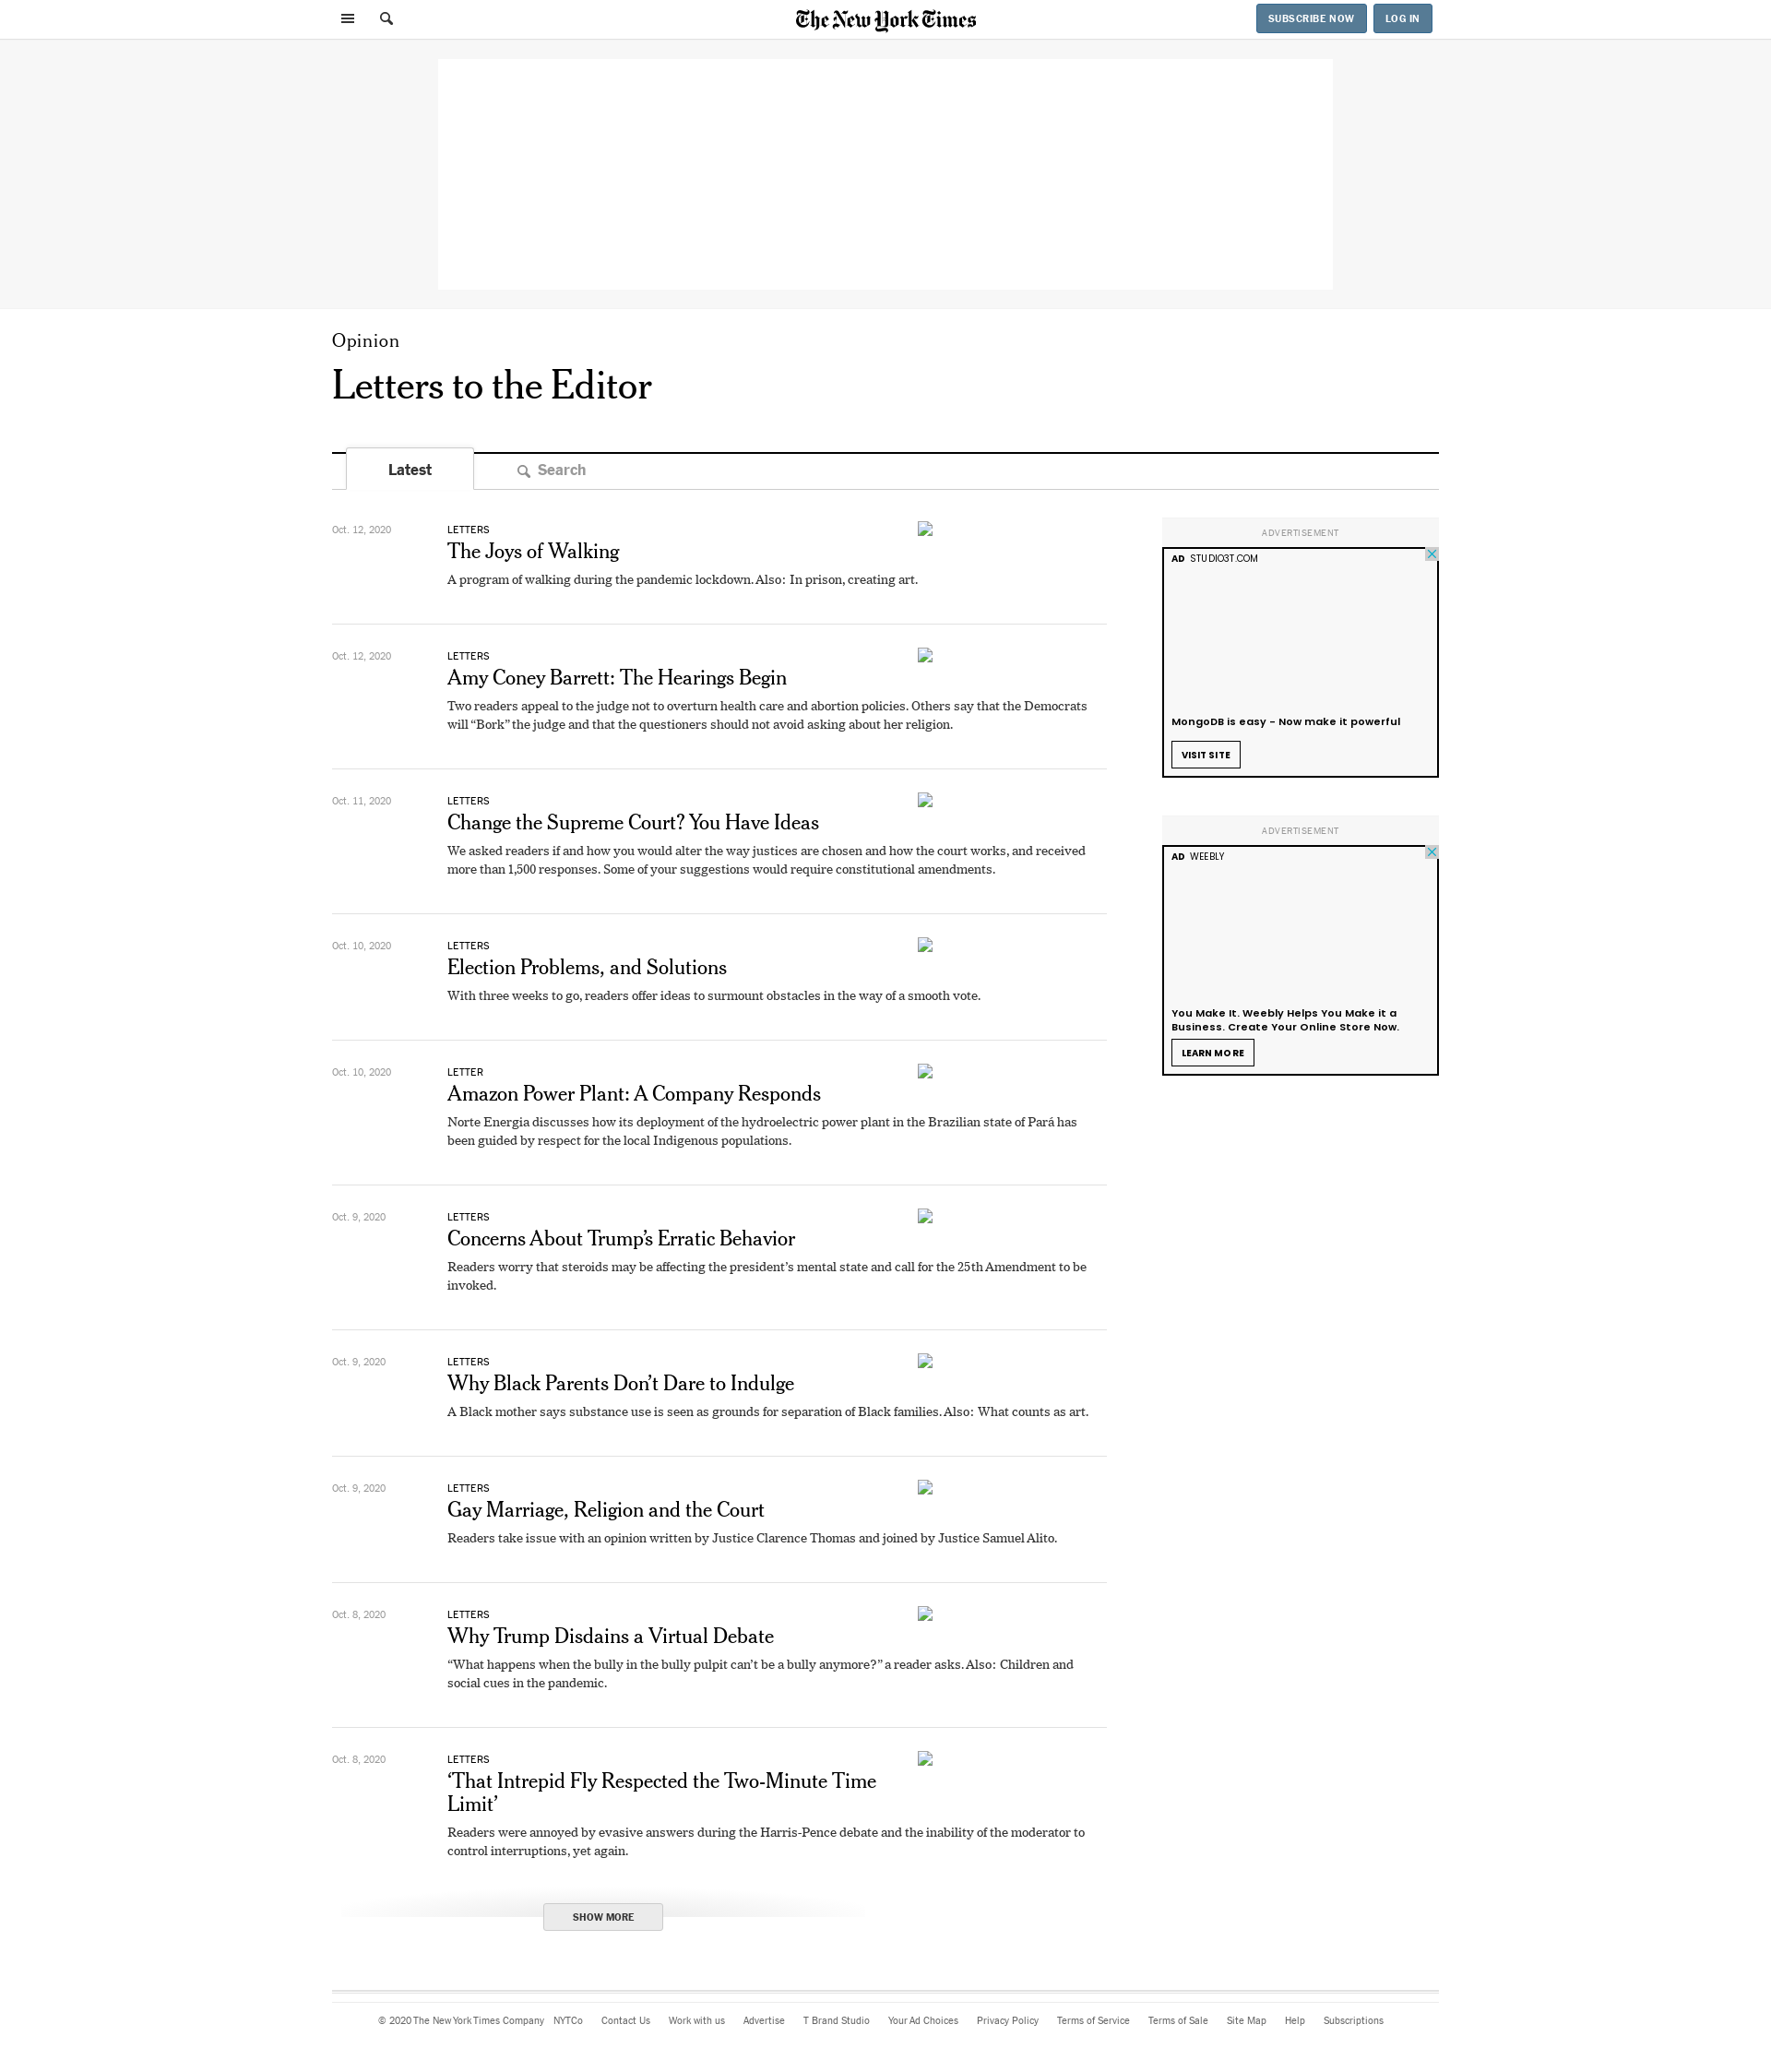 The New York Times
SUBSCRIBE NOW
LOG IN
Opinion
Letters to the Editor
Latest
Search
Oct. 12, 2020
LETTERS
The Joys of Walking
A program of walking during the pandemic lockdown. Also: In prison, creating art.
Oct. 12, 2020
LETTERS
Amy Coney Barrett: The Hearings Begin
Two readers appeal to the judge not to overturn health care and abortion policies. Others say that the Democrats
will “Bork” the judge and that the questioners should not avoid asking about her religion.
Oct. 11, 2020
LETTERS
Change the Supreme Court? You Have Ideas
We asked readers if and how you would alter the way justices are chosen and how the court works, and received
more than 1,500 responses. Some of your suggestions would require constitutional amendments.
Oct. 10, 2020
LETTERS
Election Problems, and Solutions
With three weeks to go, readers offer ideas to surmount obstacles in the way of a smooth vote.
Oct. 10, 2020
LETTER
Amazon Power Plant: A Company Responds
Norte Energia discusses how its deployment of the hydroelectric power plant in the Brazilian state of Pará has
been guided by respect for the local Indigenous populations.
Oct. 9, 2020
LETTERS
Concerns About Trump’s Erratic Behavior
Readers worry that steroids may be affecting the president’s mental state and call for the 25th Amendment to be
invoked.
Oct. 9, 2020
LETTERS
Why Black Parents Don’t Dare to Indulge
A Black mother says substance use is seen as grounds for separation of Black families. Also: What counts as art.
Oct. 9, 2020
LETTERS
Gay Marriage, Religion and the Court
Readers take issue with an opinion written by Justice Clarence Thomas and joined by Justice Samuel Alito.
Oct. 8, 2020
LETTERS
Why Trump Disdains a Virtual Debate
“What happens when the bully in the bully pulpit can’t be a bully anymore?” a reader asks. Also: Children and
social cues in the pandemic.
Oct. 8, 2020
LETTERS
‘That Intrepid Fly Respected the Two-Minute Time
Limit’
Readers were annoyed by evasive answers during the Harris-Pence debate and the inability of the moderator to
control interruptions, yet again.
SHOW MORE
ADVERTISEMENT
AD STUDIO3T.COM
MongoDB is easy - Now make it powerful
VISIT SITE
ADVERTISEMENT
AD WEEBLY
You Make It. Weebly Helps You Make it a
Business. Create Your Online Store Now.
LEARN MORE
© 2020 The New York Times Company NYTCo Contact Us Work with us Advertise T Brand Studio Your Ad Choices Privacy Policy Terms of Service Terms of Sale Site Map Help Subscriptions